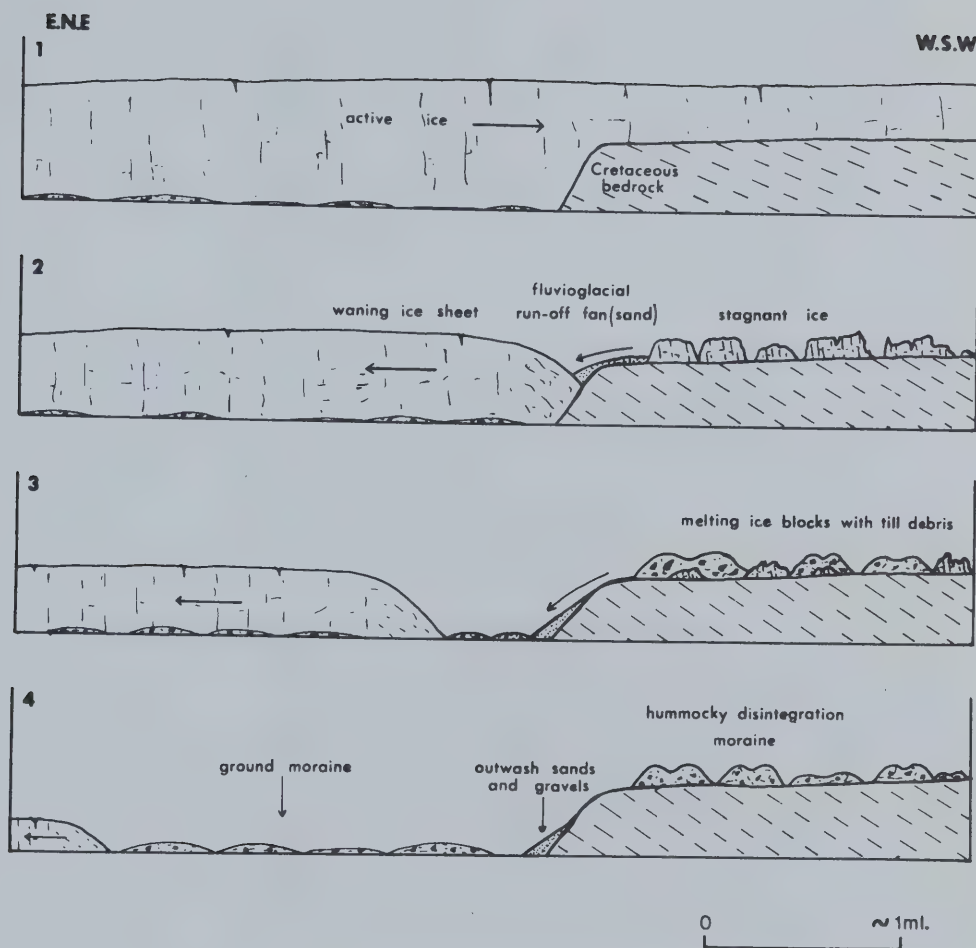 E.N.E
W.S.W
1
active ice
Cretaceous
bedrock
2
waning ice sheet
fluvioglacial
run-off fan(sand)
stagnant ice
3
melting ice blocks with till debris
4
ground moraine
outwash sands
and gravels
hummocky disintegration
moraine
0 ~ 1ml.